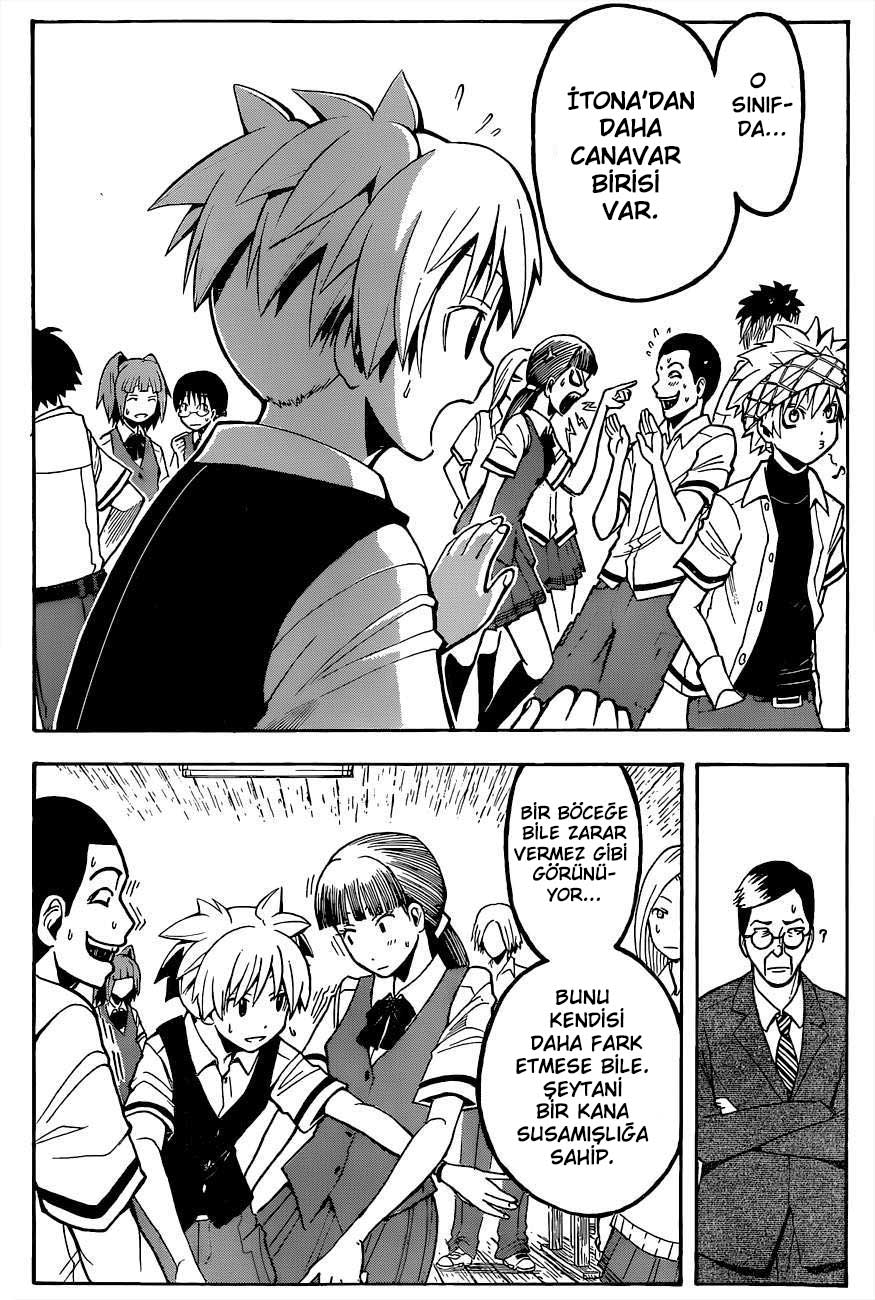 O
SINIF-
DA...
İTONA'DAN
DAHA
CANAVAR
BİRİSİ
VAR.
?
BİR BÖCEĞE
BİLE ZARAR
VERMEZ GİBİ
GÖRÜNÜ-
YOR...
BUNU
KENDİSİ
DAHA FARK
ETMESE BİLE.
ŞEYTANİ
BİR KANA
SUSAMIŞLIĞA
SAHİP.